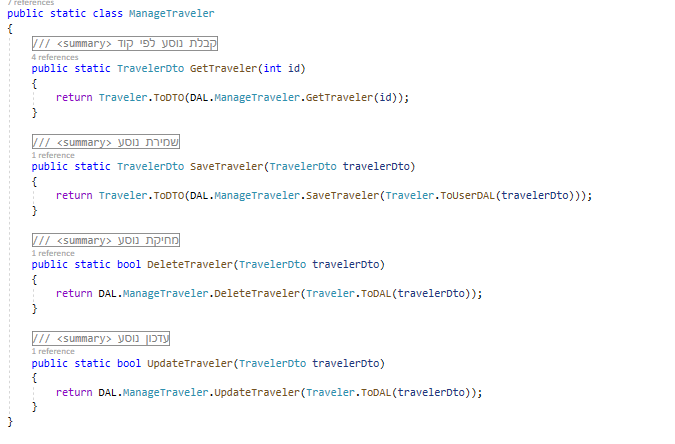 7 references
public static class ManageTraveler
{
/// <summary> קבלת נוסע לפי קוד
4 references
public static TravelerDto GetTraveler(int id)
{
return Traveler.ToDTO(DAL.ManageTraveler.GetTraveler(id));
}
/// <summary> שמירת נוסע
1 reference
public static TravelerDto SaveTraveler(TravelerDto travelerDto)
{
return Traveler.ToDTO(DAL.ManageTraveler.SaveTraveler(Traveler.ToUserDAL(travelerDto)));
}
/// <summary> מחיקת נוסע
1 reference
public static bool DeleteTraveler(TravelerDto travelerDto)
{
return DAL.ManageTraveler.DeleteTraveler(Traveler.ToDAL(travelerDto));
}
/// <summary> עדכון נוסע
1 reference
public static bool UpdateTraveler(TravelerDto travelerDto)
{
return DAL.ManageTraveler.UpdateTraveler(Traveler.ToDAL(travelerDto));
}
}